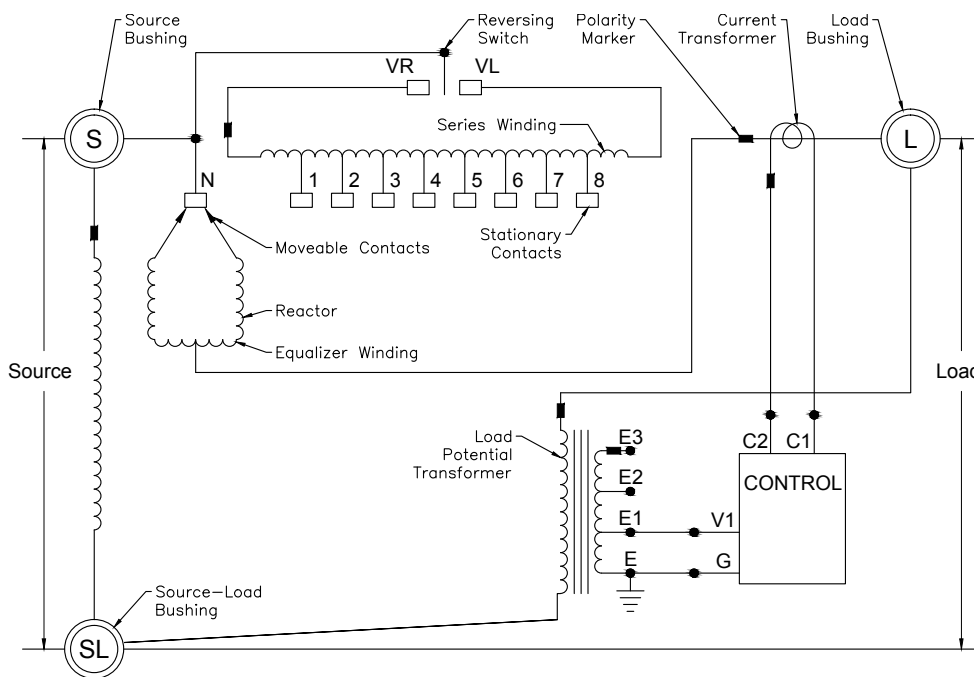 Source
Bushing
Reversing
Switch
Polarity
Marker
Current
Transformer
Load
Bushing
VR
VL
S
Series Winding
L
N
1
2
3
4
5
6
7
8
Moveable Contacts
Stationary
Contacts
Reactor
Equalizer Winding
Source
Load
Load
Potential
Transformer
E3
C2
C1
CONTROL
E2
E1
V1
E
G
Source-Load
Bushing
SL